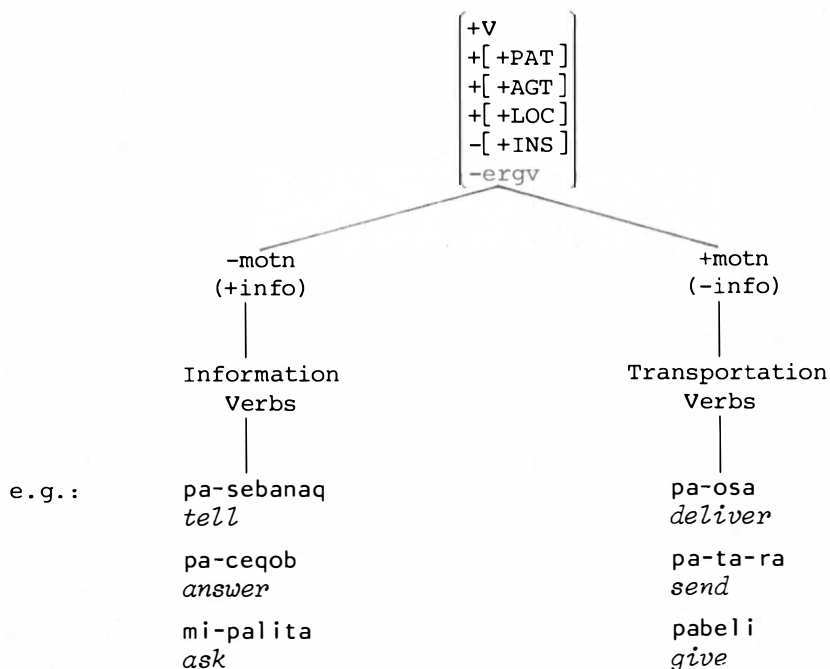 +V
+[ +PAT ]
+[ +AGT ]
+[ +LOC ]
-[ +INS ]
-ergv
-motn +motn
(+info) (-info)
Information Transportation
Verbs Verbs
e.g.: pa-sebanaq pa-osa
tell deliver
pa-ceqob pa-ta-ra
answer send
mi-palita pabeli
ask give